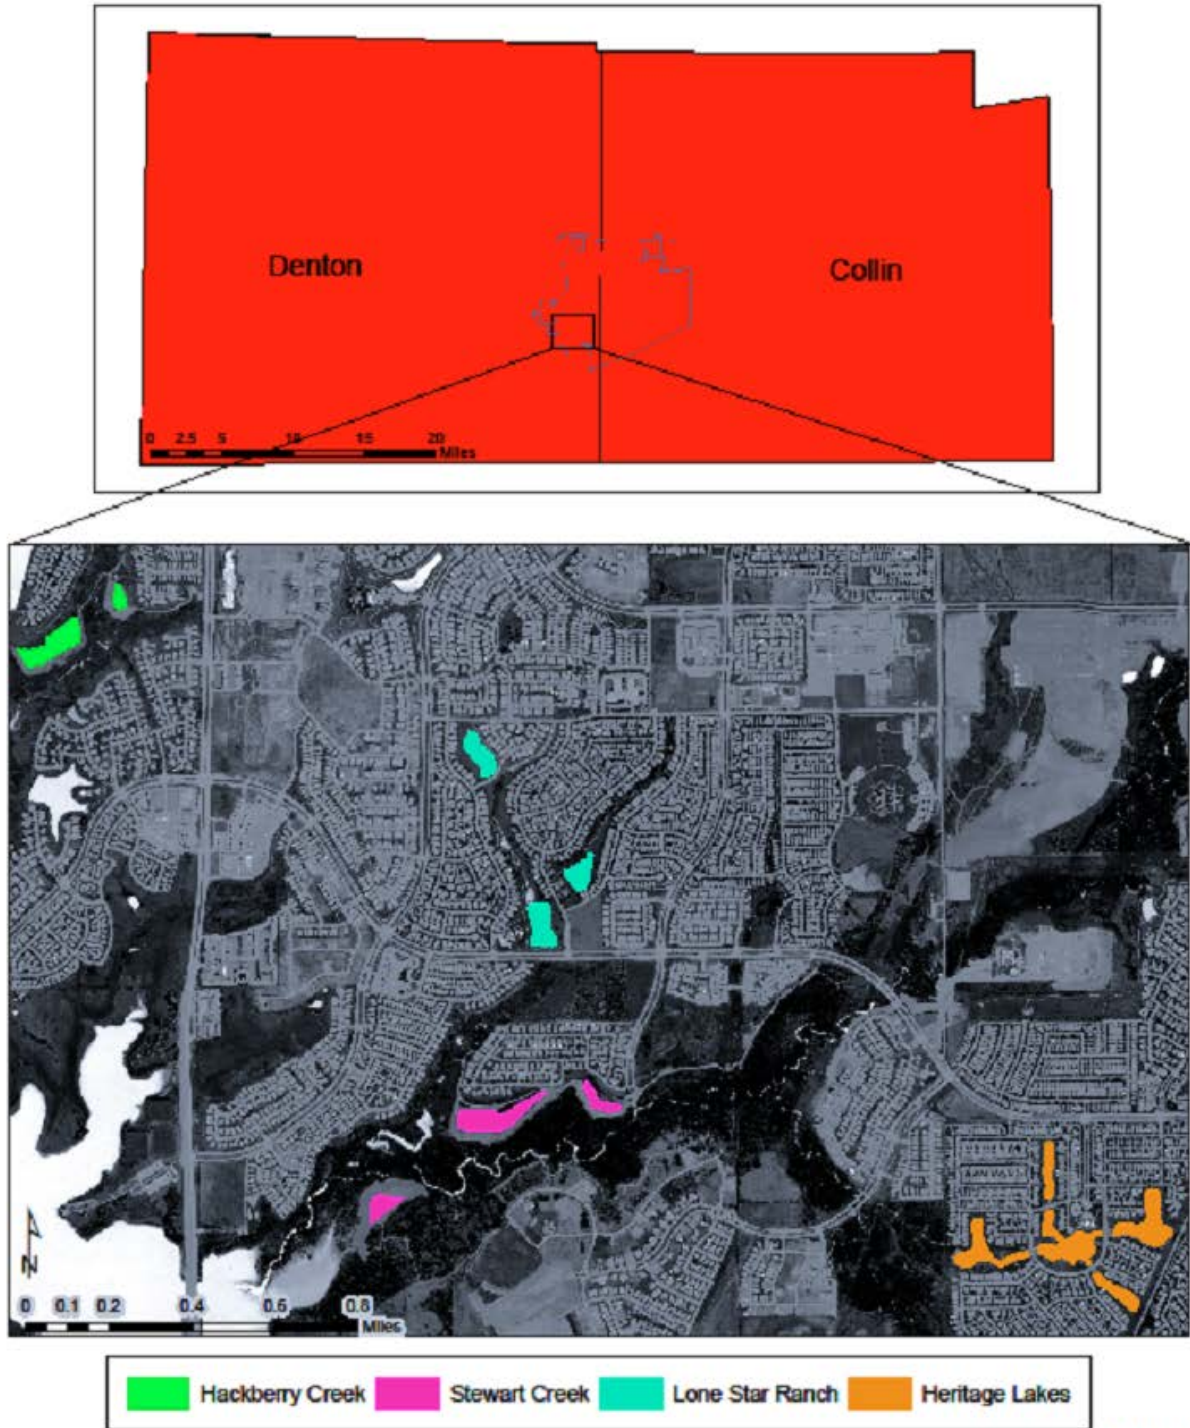 Denton
Collin
0 2.5 5 10 15 20
Miles
N
0 0.1 0.2 0.4 0.6 0.8
Miles
Hackberry Creek Stewart Creek Lone Star Ranch Heritage Lakes